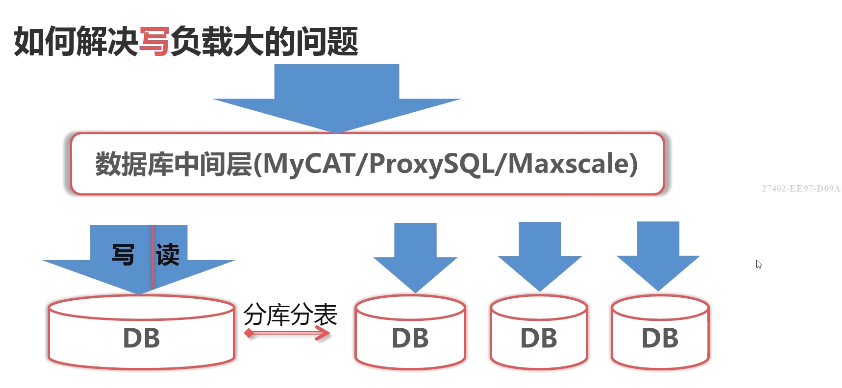 如何解决写负载大的问题
数据库中间层(MyCAT/ProxySQL/Maxscale)
27402-EE97-D09A
写 读
分库分表
DB
DB
DB
DB